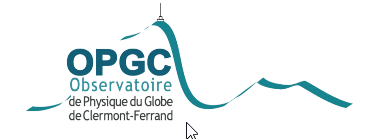 OPGC
Observatoire
de Physique du Globe
de Clermont-Ferrand